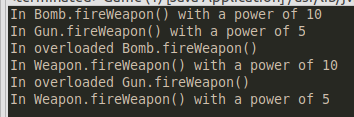 In Bomb.fireWeapon() with a power of 10
In Gun.fireWeapon() with a power of 5
In overloaded Bomb.fireWeapon()
In Weapon.fireWeapon() with a power of 10
In overloaded Gun.fireWeapon()
In Weapon.fireWeapon() with a power of 5